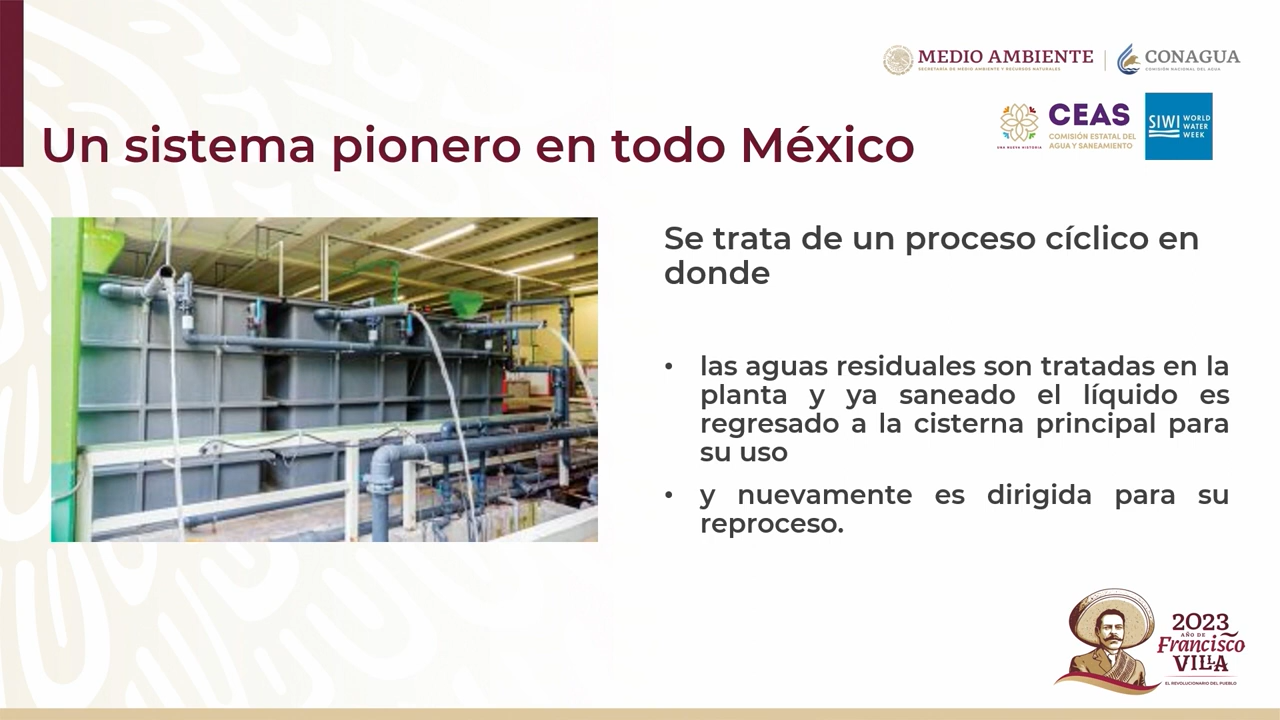 MEDIO AMBIENTE
SECRETARÍA DE MEDIO AMBIENTE Y RECURSOS NATURALES
CONAGUA
COMISIÓN NACIONAL DEL AGUA
CEAS
COMISIÓN ESTATAL DEL
AGUA Y SANEAMIENTO
UNA NUEVA HISTORIA
SIWI WORLD
WATER
WEEK
Un sistema pionero en todo México
Se trata de un proceso cíclico en
donde
• las aguas residuales son tratadas en la
planta y ya saneado el líquido es
regresado a la cisterna principal para
su uso
• y nuevamente es dirigida para su
reproceso.
2023
AÑO DE
Francisco
VILLA
EL REVOLUCIONARIO DEL PUEBLO